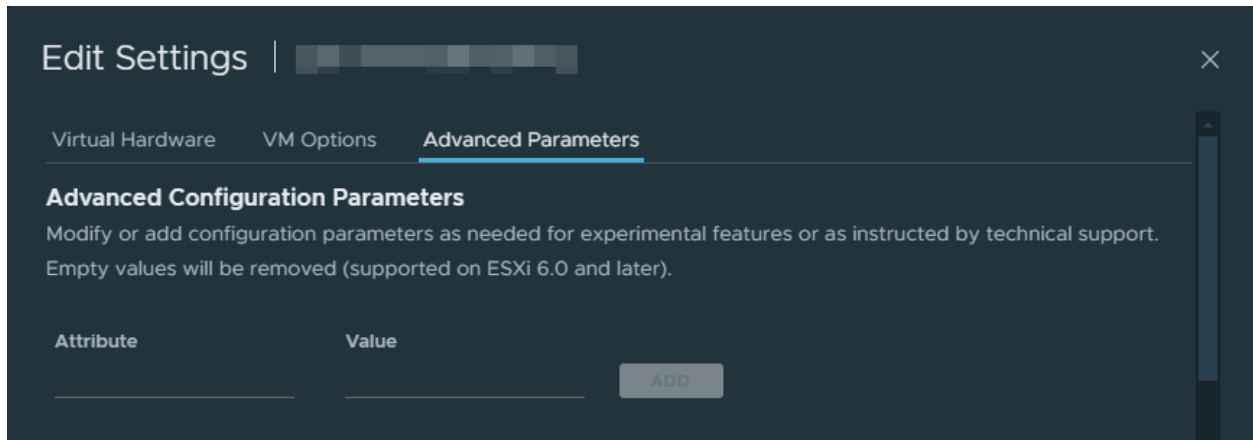 Edit Settings
Virtual Hardware VM Options Advanced Parameters
Advanced Configuration Parameters
Modify or add configuration parameters as needed for experimental features or as instructed by technical support.
Empty values will be removed (supported on ESXi 6.0 and later).
Attribute Value
ADD